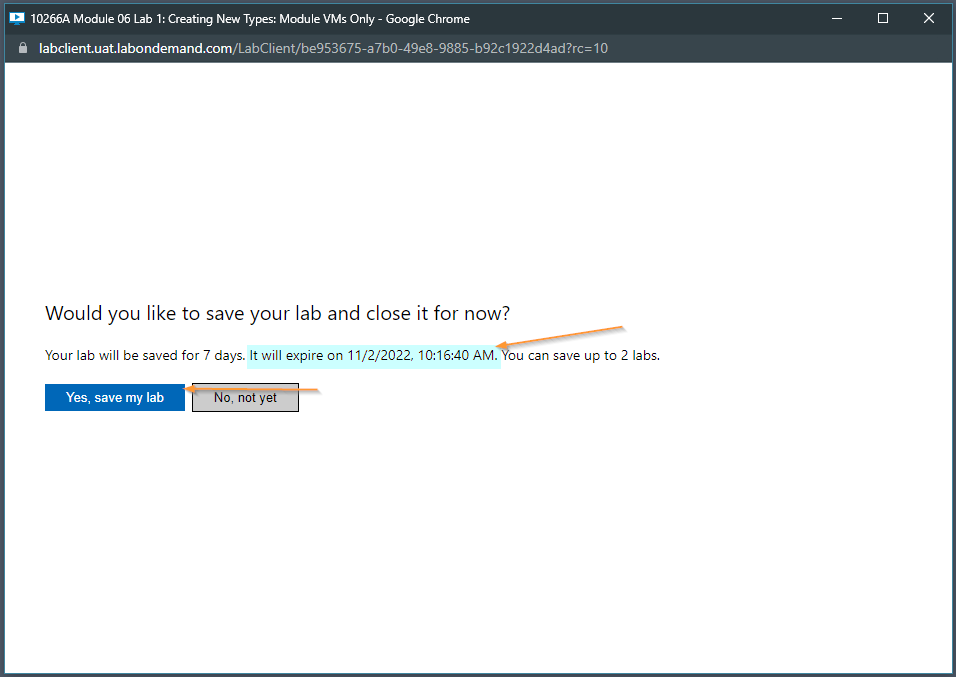 10266A Module 06 Lab 1: Creating New Types: Module VMs Only - Google Chrome
labclient.uat.labondemand.com/LabClient/be953675-a7b0-49e8-9885-b92c1922d4ad?rc=10
Would you like to save your lab and close it for now?
Your lab will be saved for 7 days. It will expire on 11/2/2022, 10:16:40 AM. You can save up to 2 labs.
Yes, save my lab No, not yet